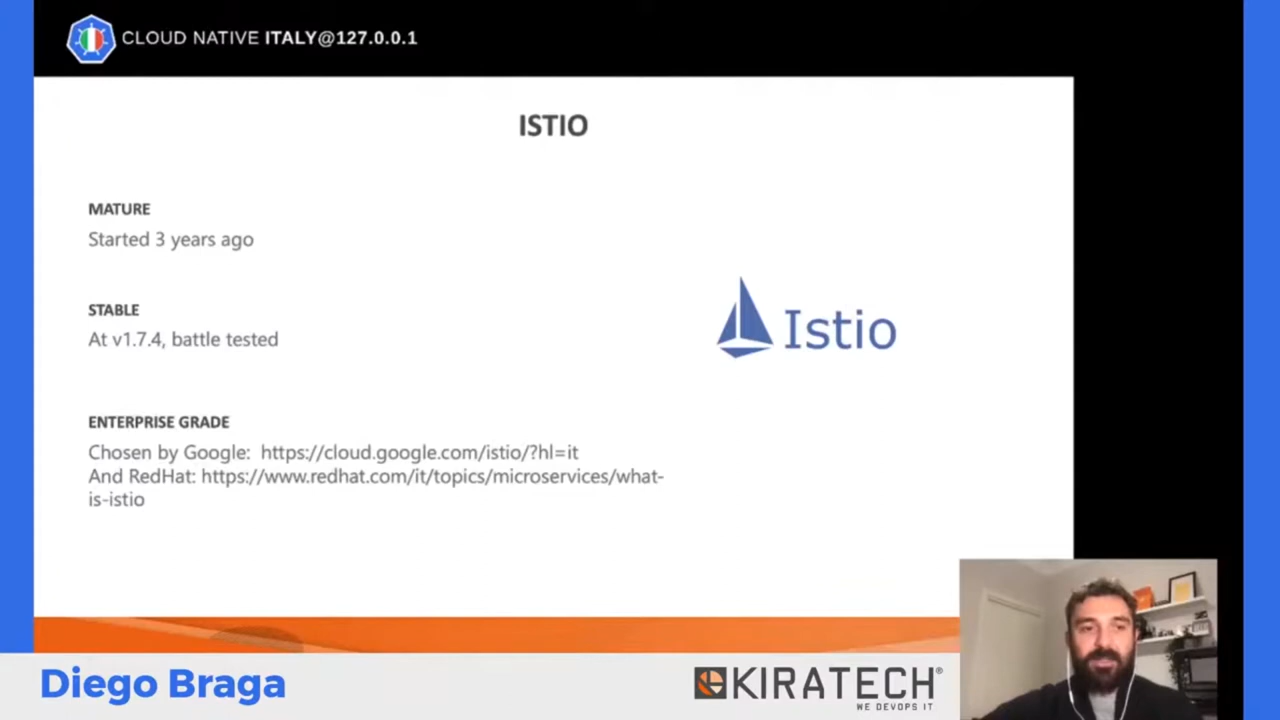 CLOUD NATIVE ITALY@127.0.0.1
ISTIO
MATURE
Started 3 years ago
STABLE
At v1.7.4, battle tested
Istio
ENTERPRISE GRADE
Chosen by Google: https://cloud.google.com/istio/?hl=it
And RedHat: https://www.redhat.com/it/topics/microservices/what-
is-istio
Diego Braga
KIRATECH®
WE DEVOPS IT